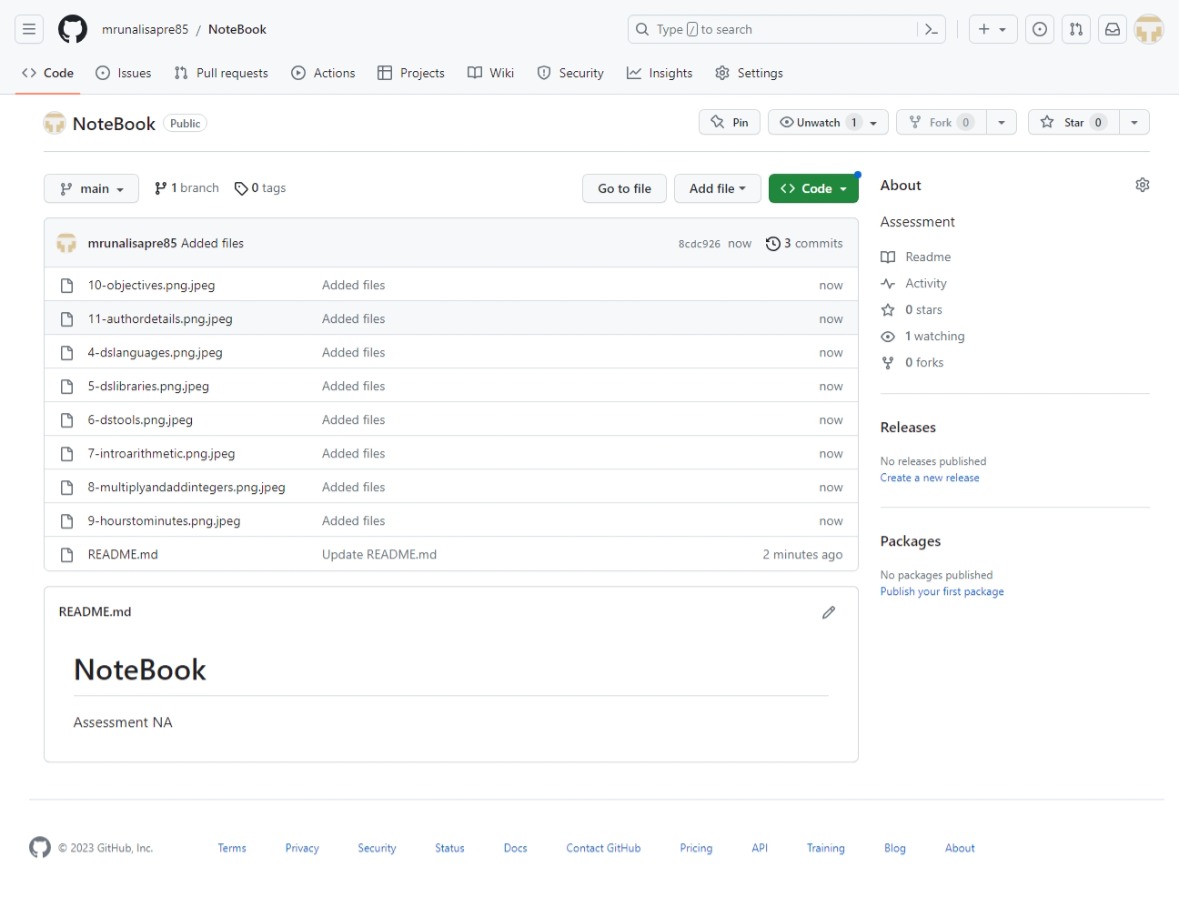 mrunalisapre85 / NoteBook
Type / to search
Code Issues Pull requests Actions Projects Wiki Security Insights Settings
NoteBook Public
Pin Unwatch 1 Fork 0 Star 0
main 1 branch 0 tags Go to file Add file Code
mrunalisapre85 Added files 8cdc926 now 3 commits
10-objectives.png.jpeg Added files now
11-authordetails.png.jpeg Added files now
4-dslanguages.png.jpeg Added files now
5-dslibraries.png.jpeg Added files now
6-dstools.png.jpeg Added files now
7-introarithmetic.png.jpeg Added files now
8-multiplyandaddintegers.png.jpeg Added files now
9-hourstominutes.png.jpeg Added files now
README.md Update README.md 2 minutes ago
README.md
NoteBook
Assessment NA
About
Assessment
Readme
Activity
0 stars
1 watching
0 forks
Releases
No releases published
Create a new release
Packages
No packages published
Publish your first package
© 2023 GitHub, Inc. Terms Privacy Security Status Docs Contact GitHub Pricing API Training Blog About